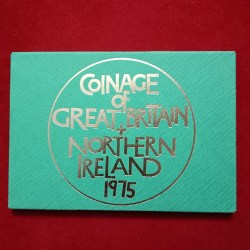 COINAGE
of
GREAT BRITAIN
+
NORTHERN
IRELAND
1975